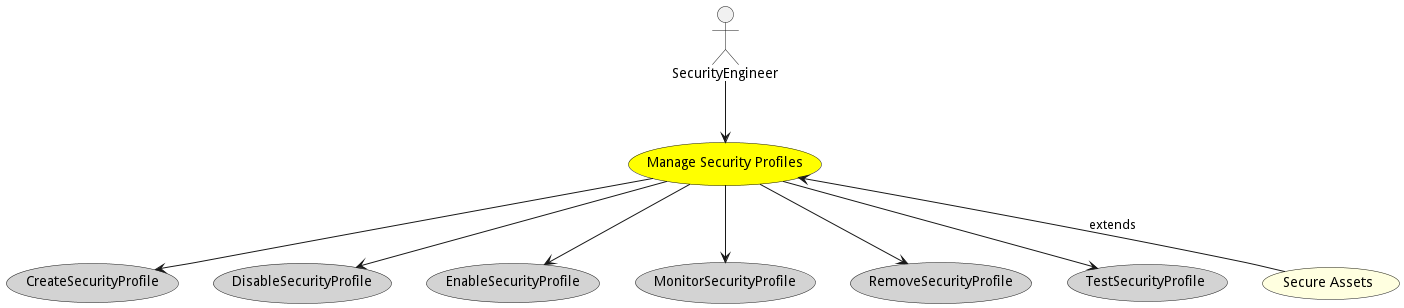 SecurityEngineer
Manage Security Profiles
extends
CreateSecurityProfile
DisableSecurityProfile
EnableSecurityProfile
MonitorSecurityProfile
RemoveSecurityProfile
TestSecurityProfile
Secure Assets